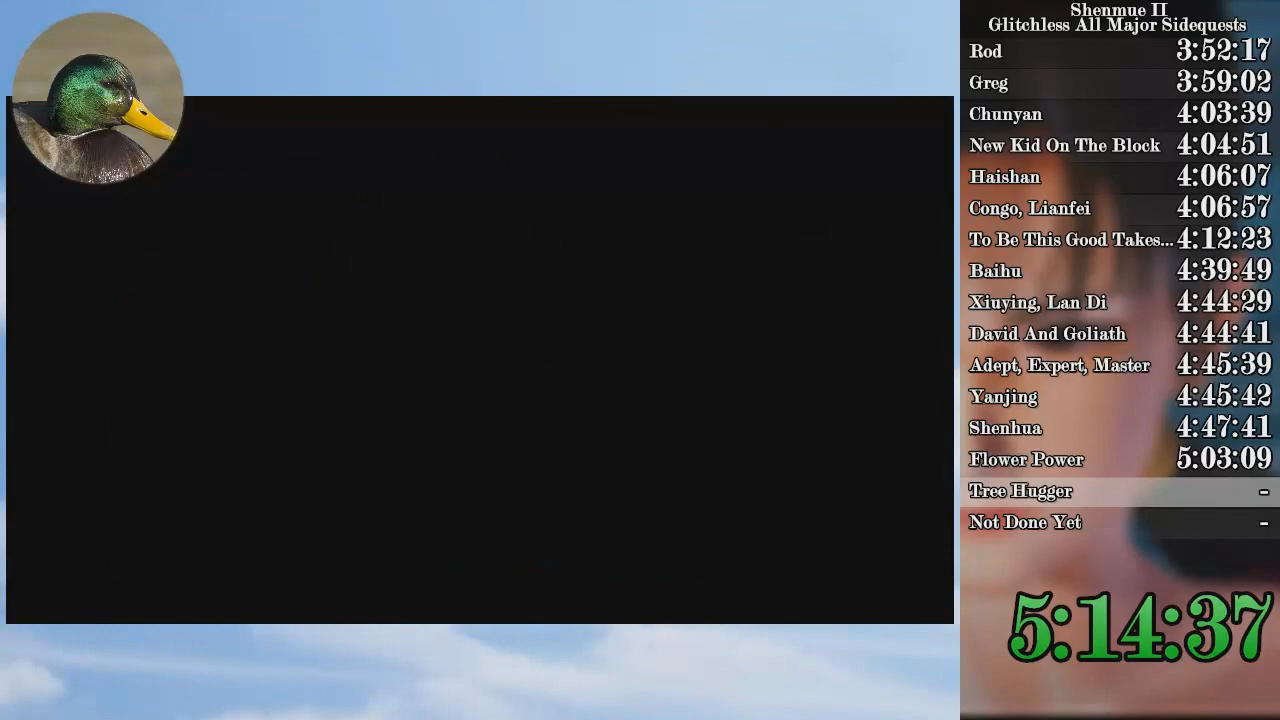 Shenmue II
Glitchless All Major Sidequests
Rod 3:52:17
Greg 3:59:02
Chunyan 4:03:39
New Kid On The Block 4:04:51
Haishan 4:06:07
Congo, Lianfei 4:06:57
To Be This Good Takes... 4:12:23
Baihu 4:39:49
Xiuying, Lan Di 4:44:29
David And Goliath 4:44:41
Adept, Expert, Master 4:45:39
Yanjing 4:45:42
Shenhua 4:47:41
Flower Power 5:03:09
Tree Hugger -
Not Done Yet -
5:14:37